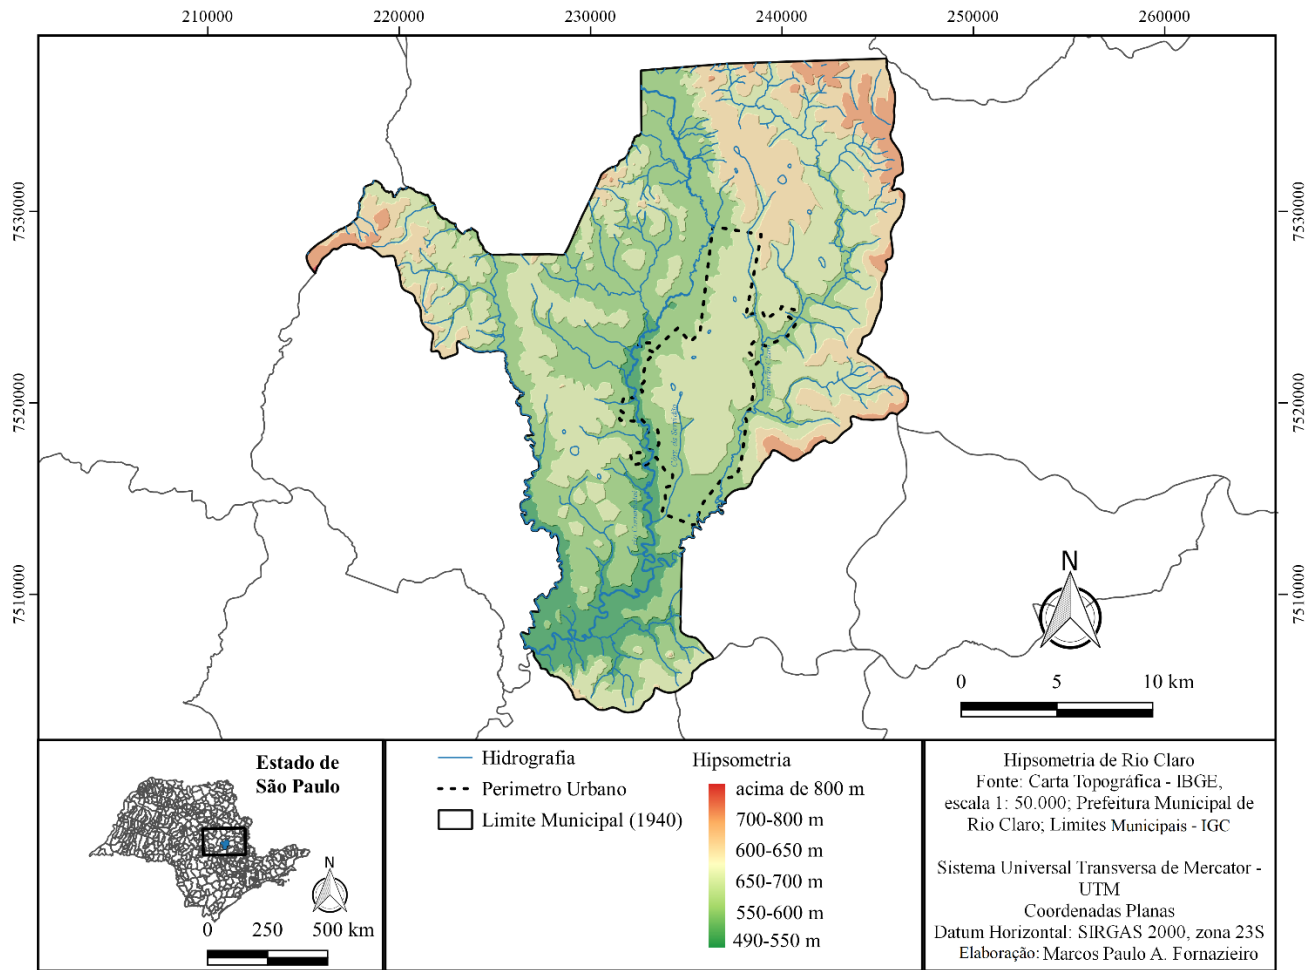 210000
220000
230000
240000
250000
260000
7530000
7530000
7520000
7520000
7510000
7510000
N
0 5 10 km
Estado de
São Paulo
N
0 250 500 km
Hidrografia
Perimetro Urbano
Limite Municipal (1940)
Hipsometria
acima de 800 m
700-800 m
600-650 m
650-700 m
550-600 m
490-550 m
Hipsometria de Rio Claro
Fonte: Carta Topográfica - IBGE,
escala 1: 50.000; Prefeitura Municipal de
Rio Claro; Limites Municipais - IGC
Sistema Universal Transversa de Mercator -
UTM
Coordenadas Planas
Datum Horizontal: SIRGAS 2000, zona 23S
Elaboração: Marcos Paulo A. Fornazieiro